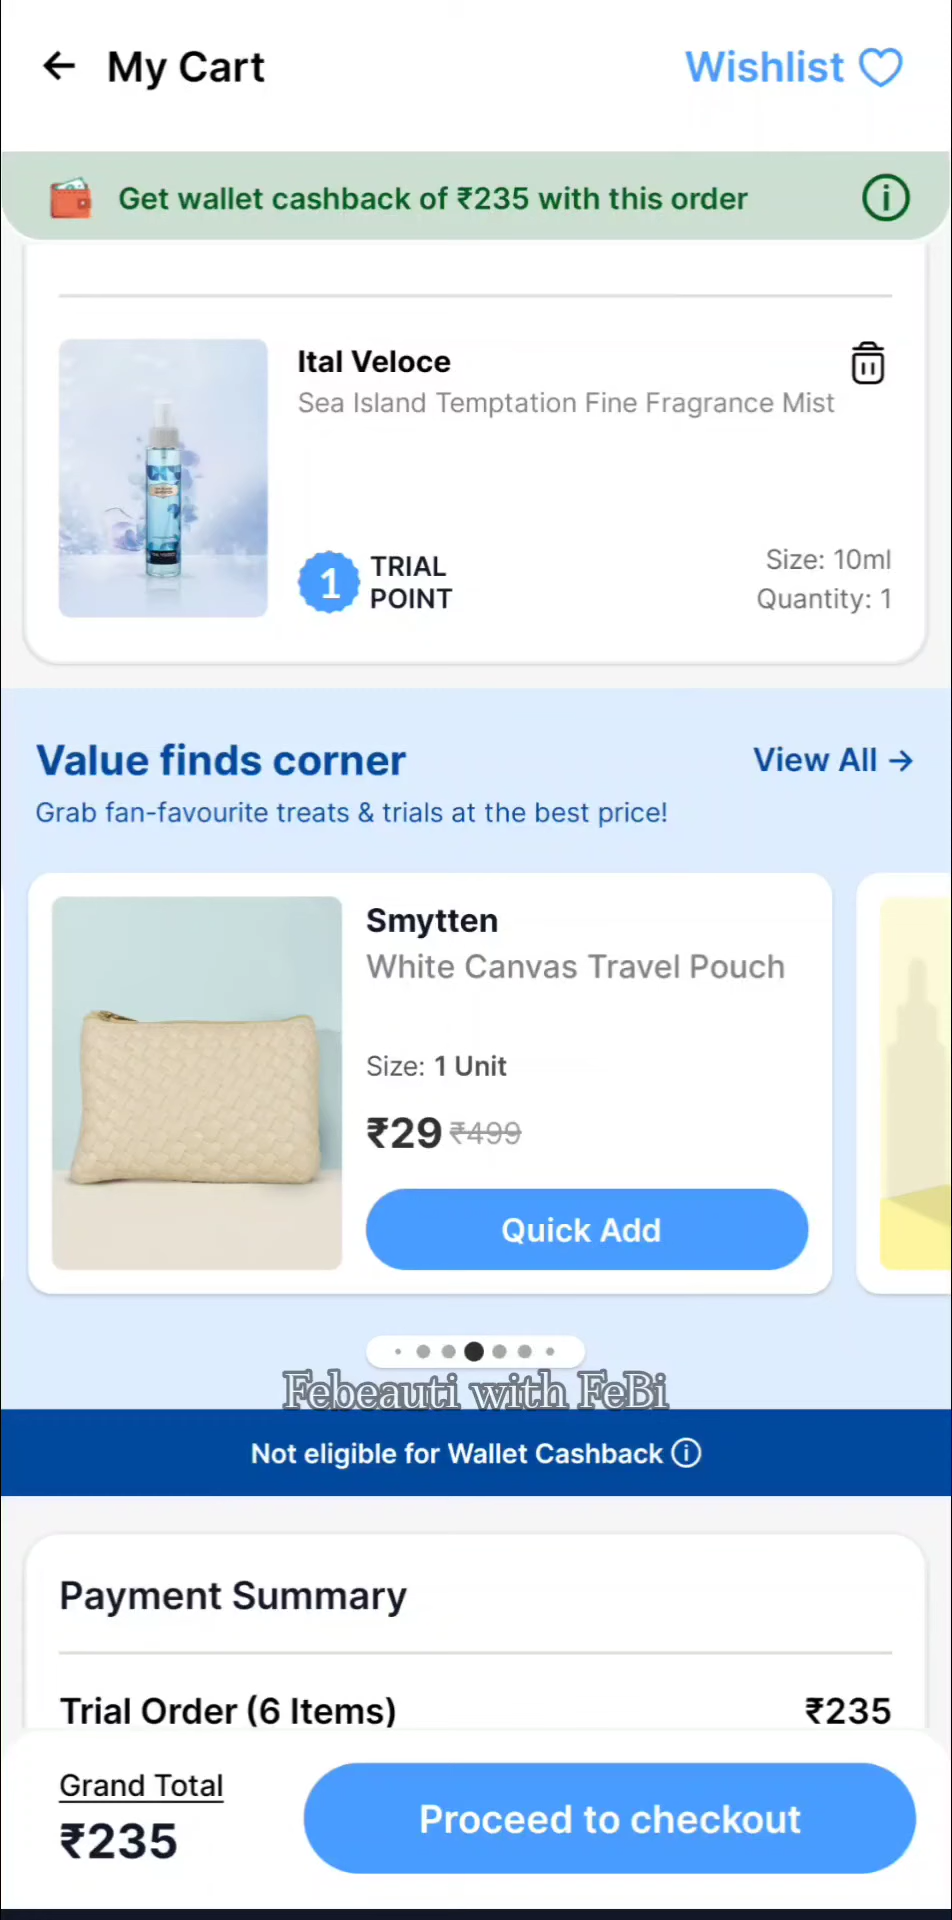 My Cart
Wishlist
Get wallet cashback of ₹235 with this order
Ital Veloce
Sea Island Temptation Fine Fragrance Mist
1 TRIAL
POINT
Size: 10ml
Quantity: 1
Value finds corner
View All →
Grab fan-favourite treats & trials at the best price!
Smytten
White Canvas Travel Pouch
Size: 1 Unit
₹29 ₹499
Quick Add
Febeauti with FeBi
Not eligible for Wallet Cashback
Payment Summary
Trial Order (6 Items) ₹235
Grand Total
₹235
Proceed to checkout